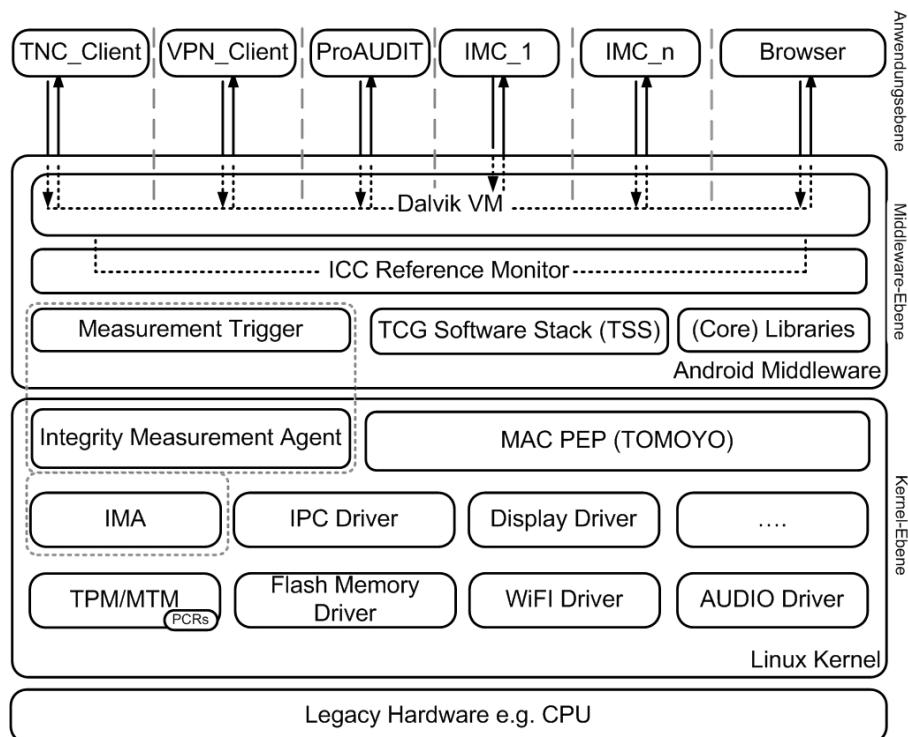 TNC_Client
VPN_Client
ProAUDIT
IMC_1
IMC_n
Browser
Anwendungsebene
Dalvik VM
ICC Reference Monitor
Measurement Trigger
TCG Software Stack (TSS)
(Core) Libraries
Android Middleware
Middleware-Ebene
Integrity Measurement Agent
MAC PEP (TOMOYO)
IMA
IPC Driver
Display Driver
....
TPM/MTM
PCRs
Flash Memory
Driver
WiFI Driver
AUDIO Driver
Linux Kernel
Kernel-Ebene
Legacy Hardware e.g. CPU